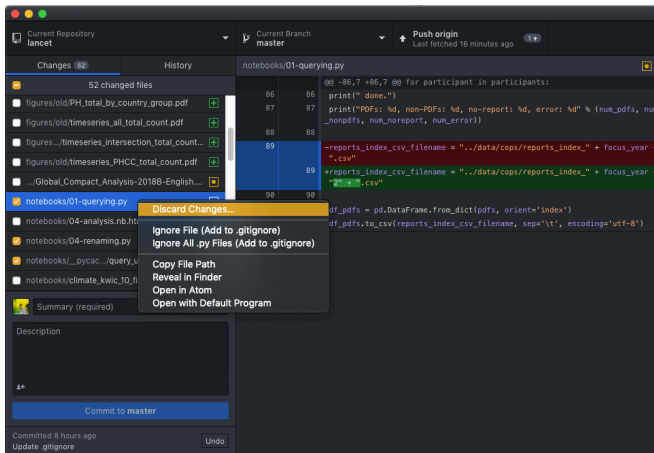 Current Repository
lancet
Current Branch
master
Push origin
Last fetched 16 minutes ago
1
Changes 52
History
notebooks/01-querying.py
52 changed files
figures/old/PH_total_by_country_group.pdf
figures/old/timeseries_all_total_count.pdf
figures.../timeseries_intersection_total_count...
figures/old/timeseries_PHCC_total_count.pdf
.../Global_Compact_Analysis-2018B-English....
notebooks/01-querying.py
notebooks/04-analysis.nb.htm
notebooks/04-renaming.py
notebooks/__pycac.../query_u
notebooks/climate_kwic_10_fi
@@ -86,7 +86,7 @@ for participant in participants:
86 86 print(" done.")
87 87 print("PDFs: %d, non-PDFs: %d, no-report: %d, error: %d" % (num_pdfs, num
_nonpdfs, num_noreport, num_error))
88 88
89 -reports_index_csv_filename = "../data/cops/reports_index_" + focus_year +
".csv"
89 +reports_index_csv_filename = "../data/cops/reports_index_" + focus_year +
"2" + ".csv"
90 90
df_pdfs = pd.DataFrame.from_dict(pdfs, orient='index')
df_pdfs.to_csv(reports_index_csv_filename, sep='\t', encoding='utf-8')
Discard Changes...
Ignore File (Add to .gitignore)
Ignore All .py Files (Add to .gitignore)
Copy File Path
Reveal in Finder
Open in Atom
Open with Default Program
Summary (required)
Description
Commit to master
Committed 8 hours ago
Update .gitignore
Undo